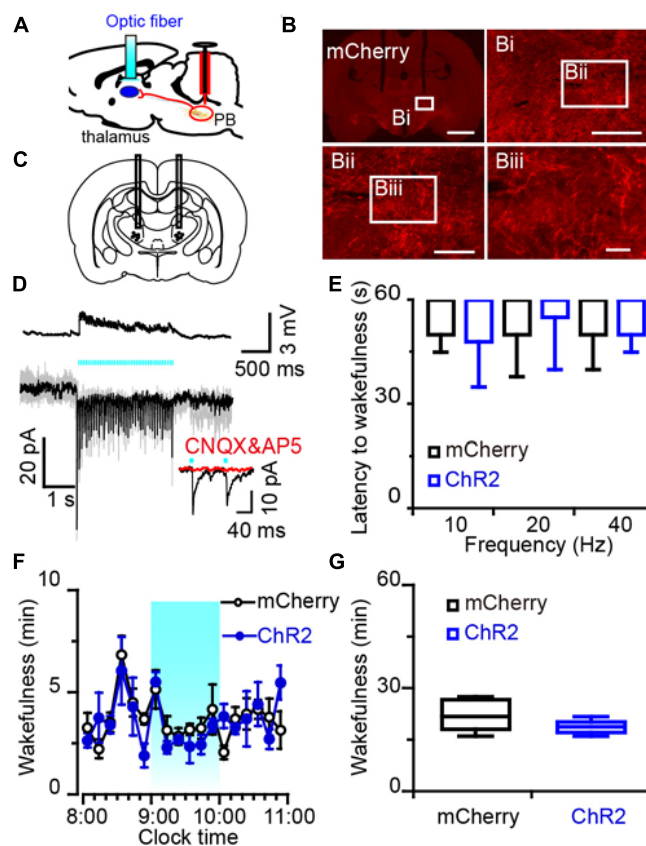 A
Optic fiber
thalamus
PB
B
mCherry
Bi
Bi
Bii
Bii
Biii
Biii
C
D
3 mV
500 ms
20 pA
1 s
CNQX&AP5
10 pA
40 ms
E
Latency to wakefulness (s)
60
30
0
mCherry
ChR2
10
20
40
Frequency (Hz)
F
Wakefulness (min)
10
5
0
mCherry
ChR2
8:00
9:00
10:00
11:00
Clock time
G
Wakefulness (min)
60
30
0
mCherry
ChR2
mCherry
ChR2